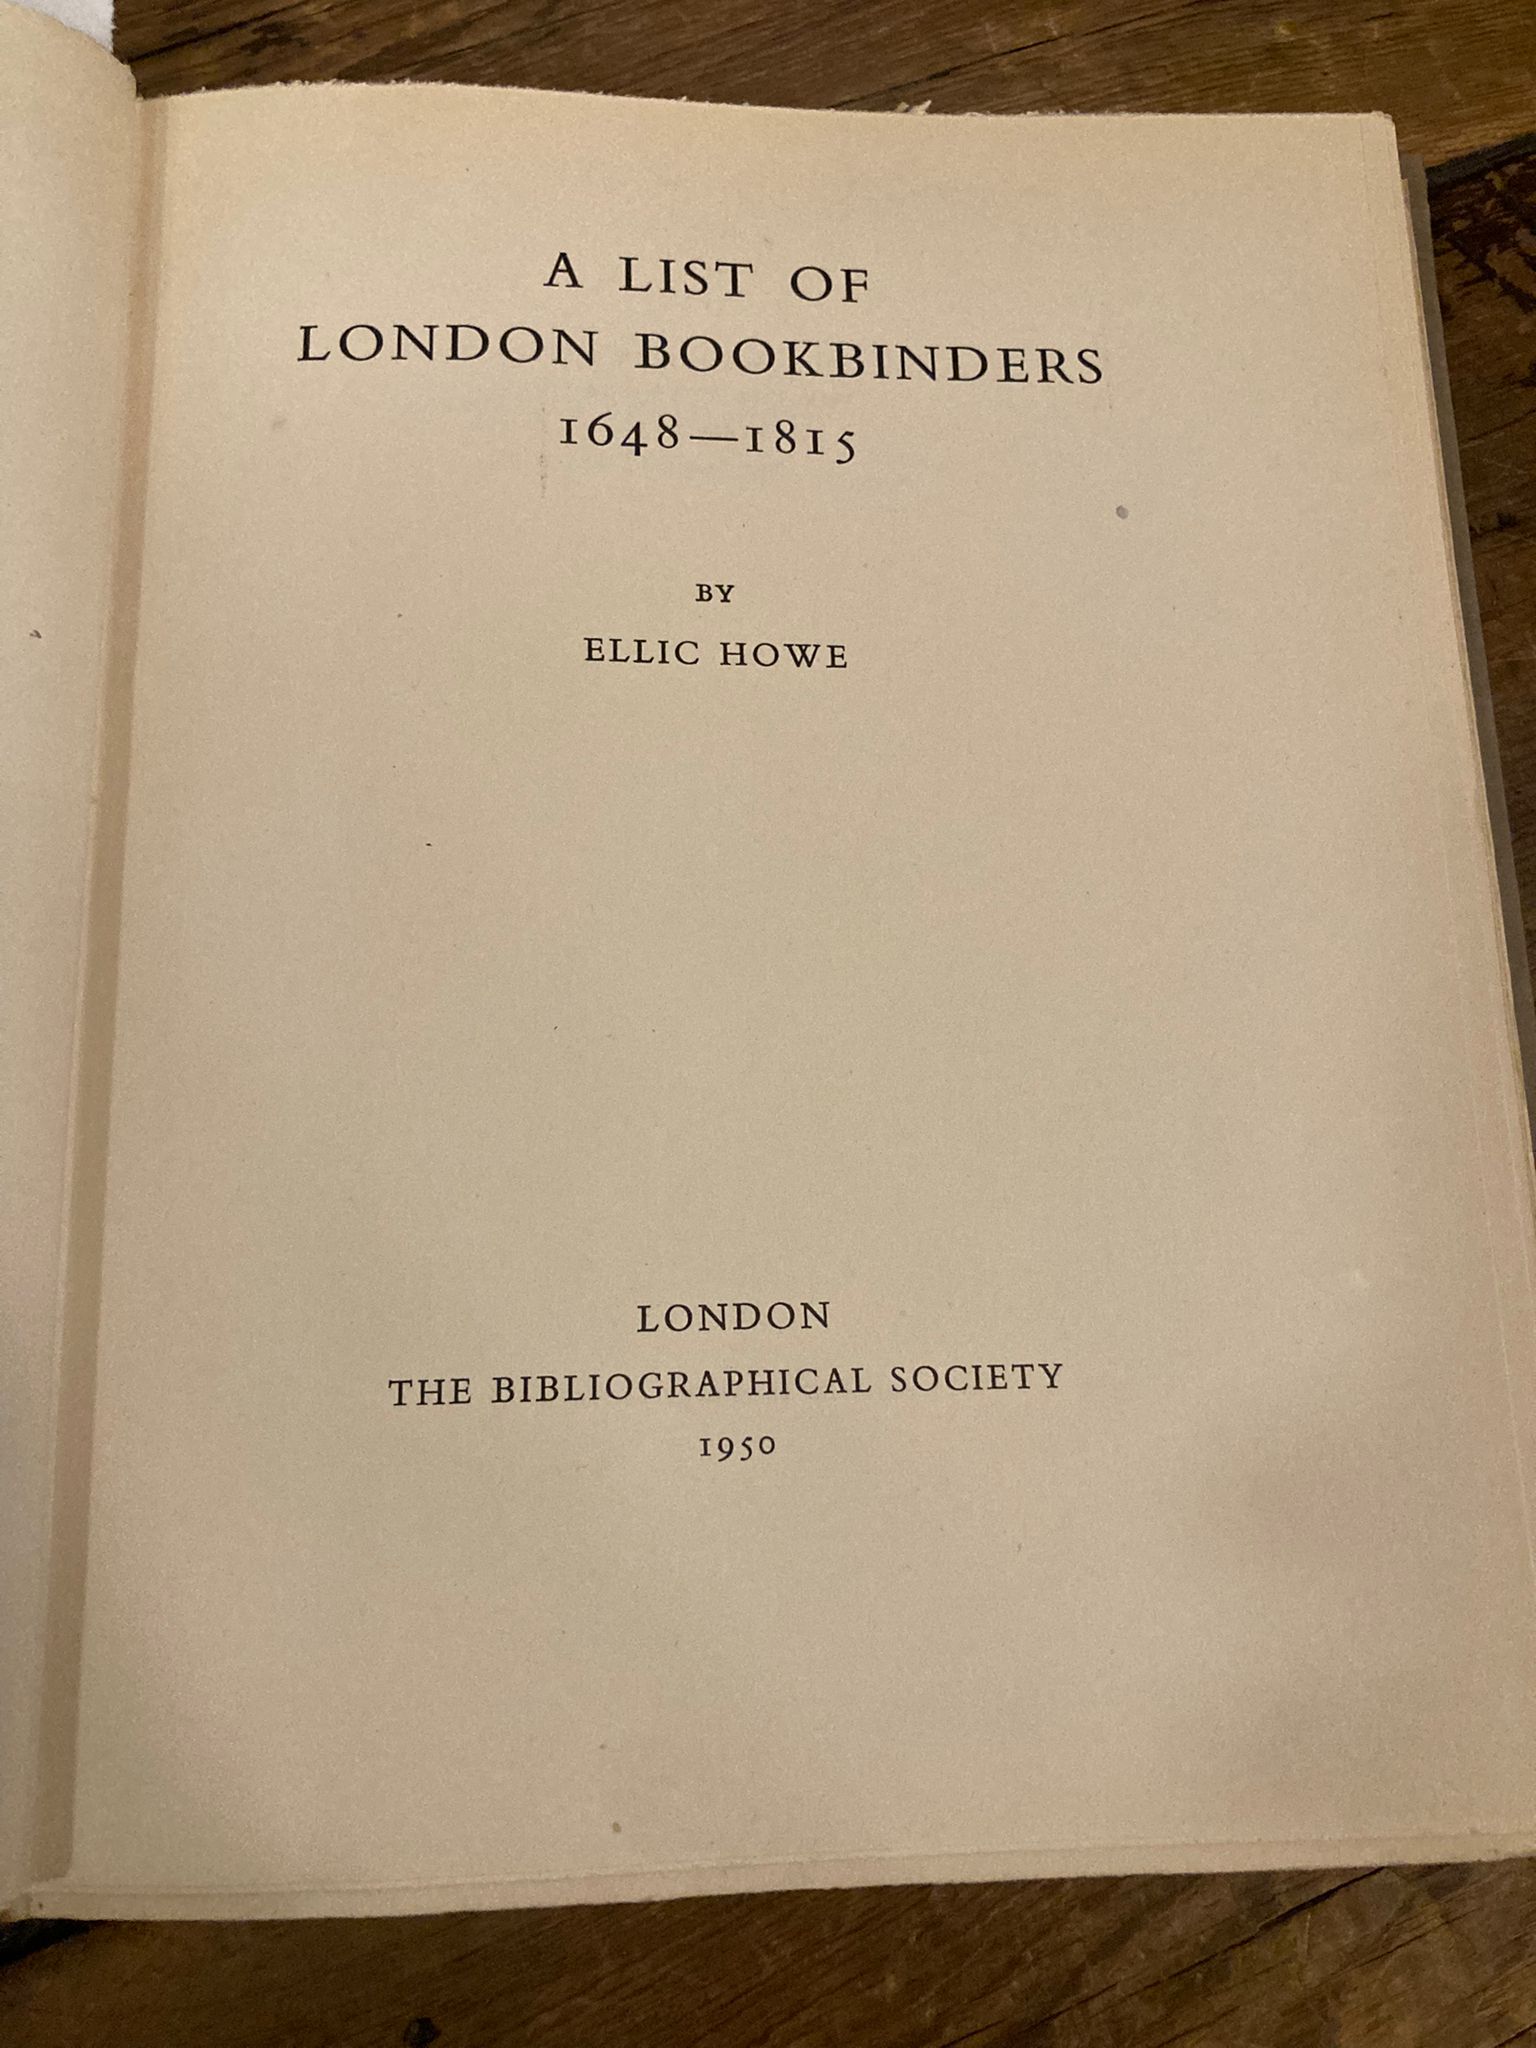 A LIST OF
LONDON BOOKBINDERS
1648—1815
BY
ELLIC HOWE
LONDON
THE BIBLIOGRAPHICAL SOCIETY
1950